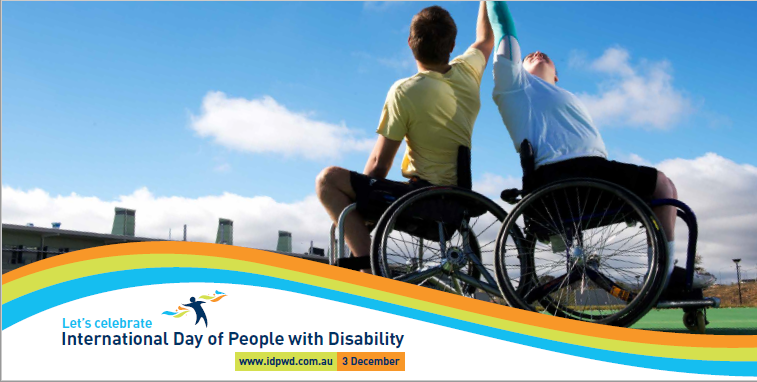 Let's celebrate
International Day of People with Disability
www.idpwd.com.au 3 December